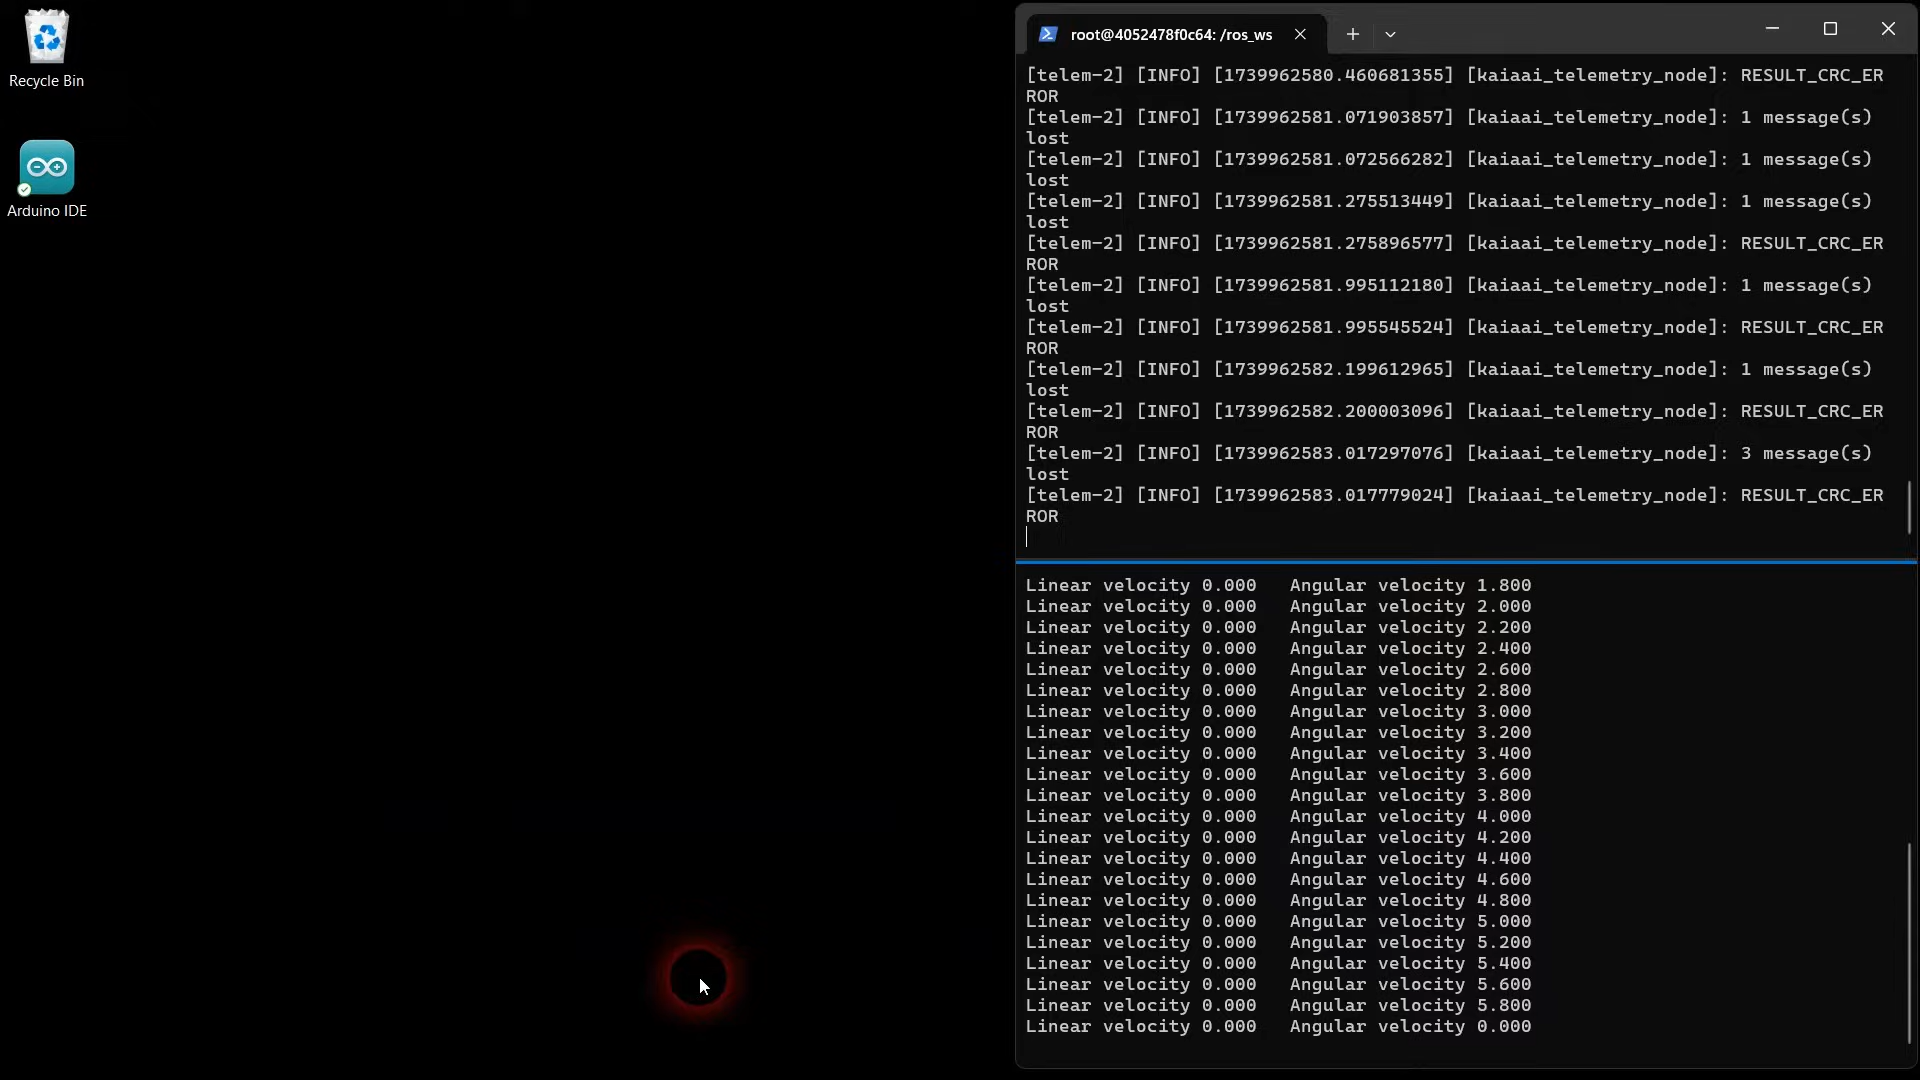 Recycle Bin
Arduino IDE
root@4052478f0c64: /ros_ws
[telem-2] [INFO] [1739962580.460681355] [kaiaai_telemetry_node]: RESULT_CRC_ER
ROR
[telem-2] [INFO] [1739962581.071903857] [kaiaai_telemetry_node]: 1 message(s)
lost
[telem-2] [INFO] [1739962581.072566282] [kaiaai_telemetry_node]: 1 message(s)
lost
[telem-2] [INFO] [1739962581.275513449] [kaiaai_telemetry_node]: 1 message(s)
lost
[telem-2] [INFO] [1739962581.275896577] [kaiaai_telemetry_node]: RESULT_CRC_ER
ROR
[telem-2] [INFO] [1739962581.995112180] [kaiaai_telemetry_node]: 1 message(s)
lost
[telem-2] [INFO] [1739962581.995545524] [kaiaai_telemetry_node]: RESULT_CRC_ER
ROR
[telem-2] [INFO] [1739962582.199612965] [kaiaai_telemetry_node]: 1 message(s)
lost
[telem-2] [INFO] [1739962582.200003096] [kaiaai_telemetry_node]: RESULT_CRC_ER
ROR
[telem-2] [INFO] [1739962583.017297076] [kaiaai_telemetry_node]: 3 message(s)
lost
[telem-2] [INFO] [1739962583.017779024] [kaiaai_telemetry_node]: RESULT_CRC_ER
ROR
Linear velocity 0.000   Angular velocity 1.800
Linear velocity 0.000   Angular velocity 2.000
Linear velocity 0.000   Angular velocity 2.200
Linear velocity 0.000   Angular velocity 2.400
Linear velocity 0.000   Angular velocity 2.600
Linear velocity 0.000   Angular velocity 2.800
Linear velocity 0.000   Angular velocity 3.000
Linear velocity 0.000   Angular velocity 3.200
Linear velocity 0.000   Angular velocity 3.400
Linear velocity 0.000   Angular velocity 3.600
Linear velocity 0.000   Angular velocity 3.800
Linear velocity 0.000   Angular velocity 4.000
Linear velocity 0.000   Angular velocity 4.200
Linear velocity 0.000   Angular velocity 4.400
Linear velocity 0.000   Angular velocity 4.600
Linear velocity 0.000   Angular velocity 4.800
Linear velocity 0.000   Angular velocity 5.000
Linear velocity 0.000   Angular velocity 5.200
Linear velocity 0.000   Angular velocity 5.400
Linear velocity 0.000   Angular velocity 5.600
Linear velocity 0.000   Angular velocity 5.800
Linear velocity 0.000   Angular velocity 0.000